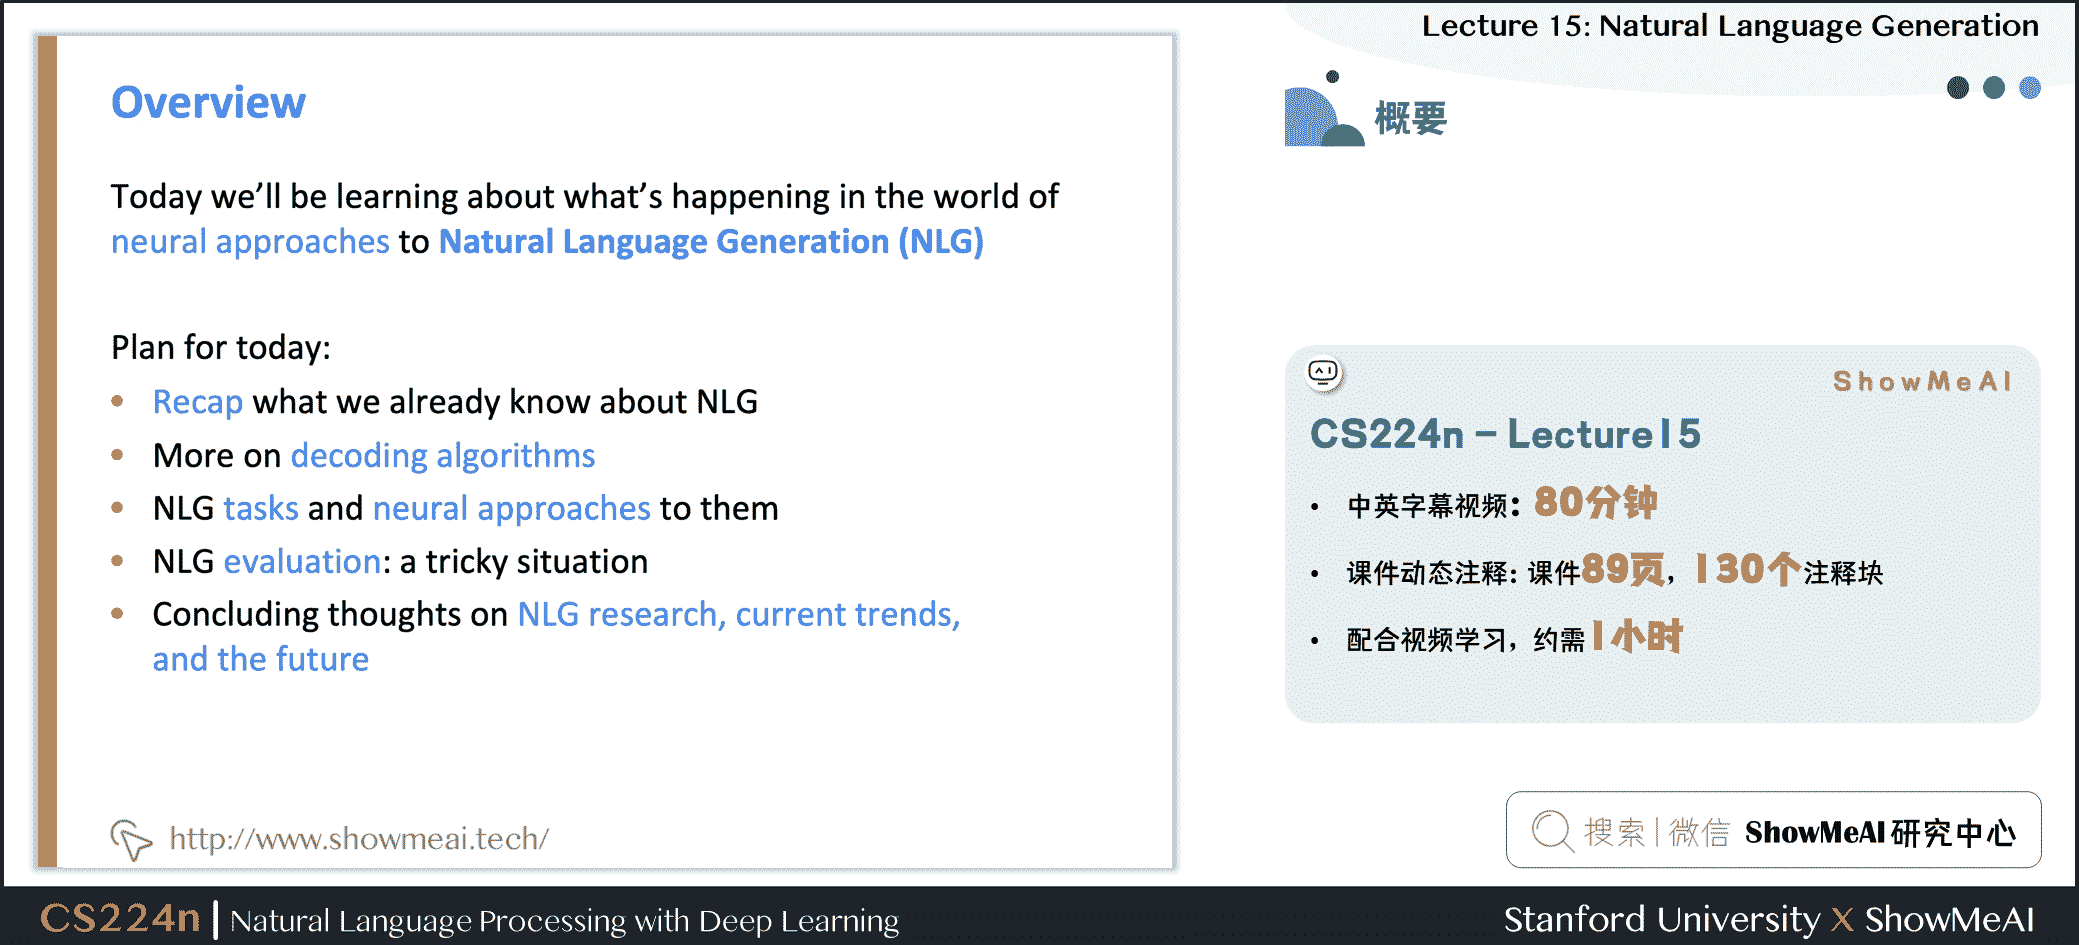 Lecture 15: Natural Language Generation
Overview
Today we’ll be learning about what’s happening in the world of
neural approaches to Natural Language Generation (NLG)
Plan for today:
• Recap what we already know about NLG
• More on decoding algorithms
• NLG tasks and neural approaches to them
• NLG evaluation: a tricky situation
• Concluding thoughts on NLG research, current trends,
and the future
http://www.showmeai.tech/
概要
ShowMeAI
CS224n – Lecture15
• 中英字幕视频：80分钟
• 课件动态注释：课件89页，130个注释块
• 配合视频学习，约需1小时
搜索|微信 ShowMeAI研究中心
CS224n | Natural Language Processing with Deep Learning
Stanford University X ShowMeAI